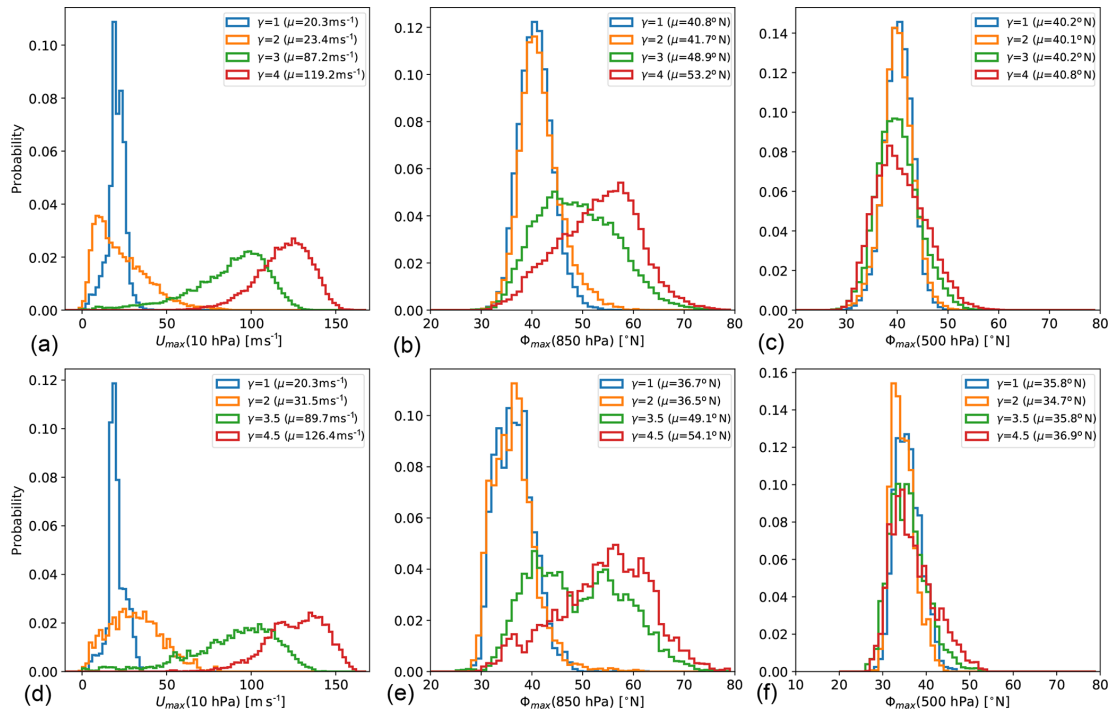 0.10
0.08
0.06
0.04
0.02
0.00
Probability
0 50 100 150
(a) Umax(10 hPa) [ms⁻¹]
γ=1 (μ=20.3ms⁻¹)
γ=2 (μ=23.4ms⁻¹)
γ=3 (μ=87.2ms⁻¹)
γ=4 (μ=119.2ms⁻¹)
0.12
0.10
0.08
0.06
0.04
0.02
0.00
20 30 40 50 60 70 80
(b) Φmax(850 hPa) [°N]
γ=1 (μ=40.8° N)
γ=2 (μ=41.7° N)
γ=3 (μ=48.9° N)
γ=4 (μ=53.2° N)
0.14
0.12
0.10
0.08
0.06
0.04
0.02
0.00
20 30 40 50 60 70 80
(c) Φmax(500 hPa) [°N]
γ=1 (μ=40.2° N)
γ=2 (μ=40.1° N)
γ=3 (μ=40.2° N)
γ=4 (μ=40.8° N)
0.12
0.10
0.08
0.06
0.04
0.02
0.00
Probability
0 50 100 150
(d) Umax(10 hPa) [m s⁻¹]
γ=1 (μ=20.3ms⁻¹)
γ=2 (μ=31.5ms⁻¹)
γ=3.5 (μ=89.7ms⁻¹)
γ=4.5 (μ=126.4ms⁻¹)
0.10
0.08
0.06
0.04
0.02
0.00
20 30 40 50 60 70 80
(e) Φmax(850 hPa) [°N]
γ=1 (μ=36.7° N)
γ=2 (μ=36.5° N)
γ=3.5 (μ=49.1° N)
γ=4.5 (μ=54.1° N)
0.16
0.14
0.12
0.10
0.08
0.06
0.04
0.02
0.00
10 20 30 40 50 60 70 80
(f) Φmax(500 hPa) [°N]
γ=1 (μ=35.8° N)
γ=2 (μ=34.7° N)
γ=3.5 (μ=35.8° N)
γ=4.5 (μ=36.9° N)